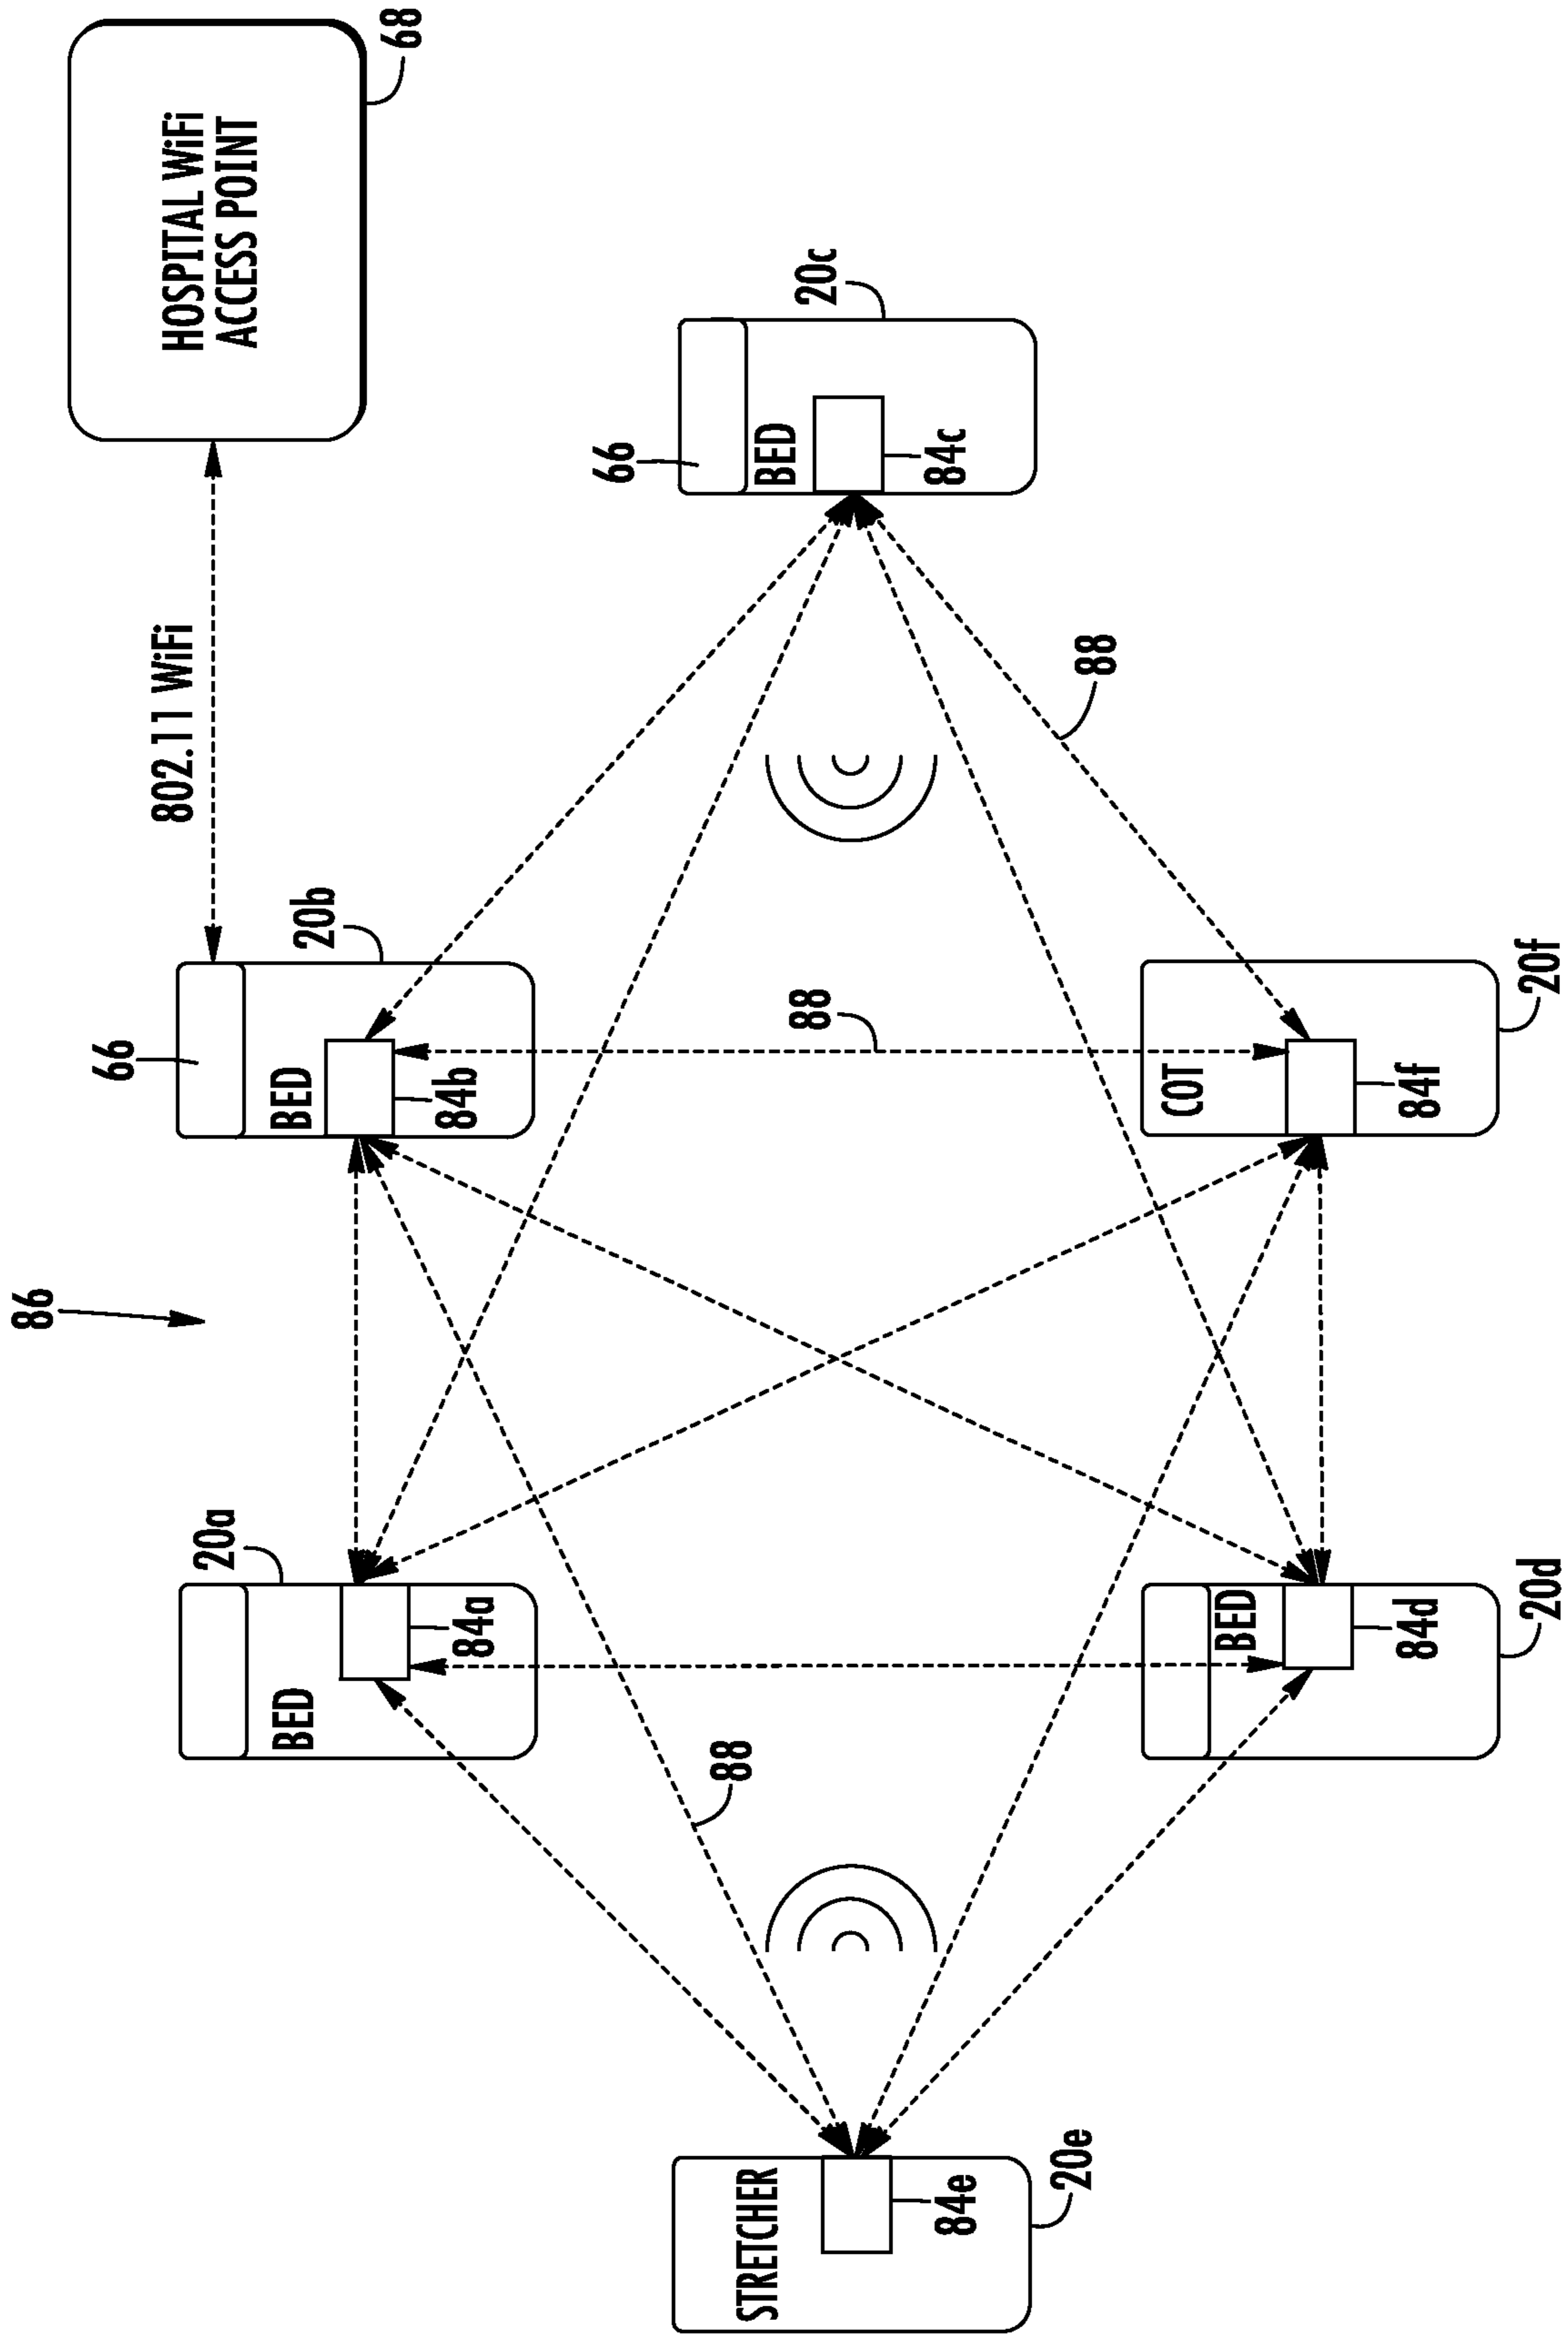 86
HOSPITAL WiFi
ACCESS POINT
68
802.11 WiFi
20a
BED
84a
66
20b
BED
84b
66
20c
BED
84c
STRETCHER
84e
20e
88
88
88
BED
84d
20d
COT
84f
20f